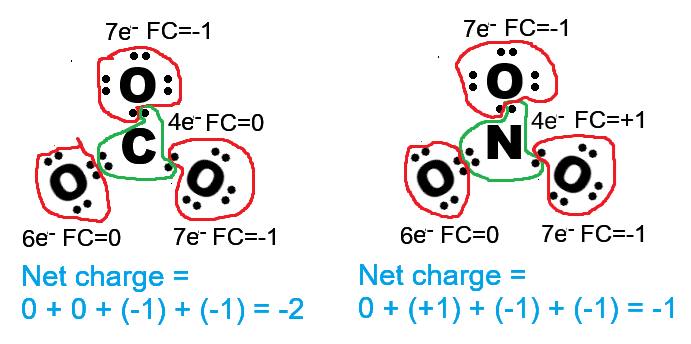 7e⁻ FC=-1
O
4e⁻ FC=0
C
O
O
6e⁻ FC=0
7e⁻ FC=-1
Net charge =
0 + 0 + (-1) + (-1) = -2
7e⁻ FC=-1
O
4e⁻ FC=+1
N
O
O
6e⁻ FC=0
7e⁻ FC=-1
Net charge =
0 + (+1) + (-1) + (-1) = -1